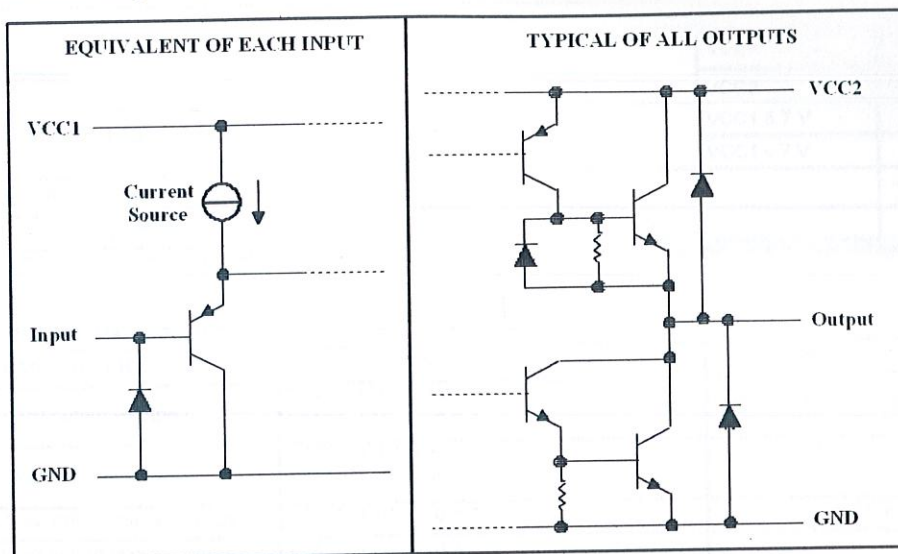 EQUIVALENT OF EACH INPUT
VCC1
Current
Source
Input
GND
TYPICAL OF ALL OUTPUTS
VCC2
Output
GND